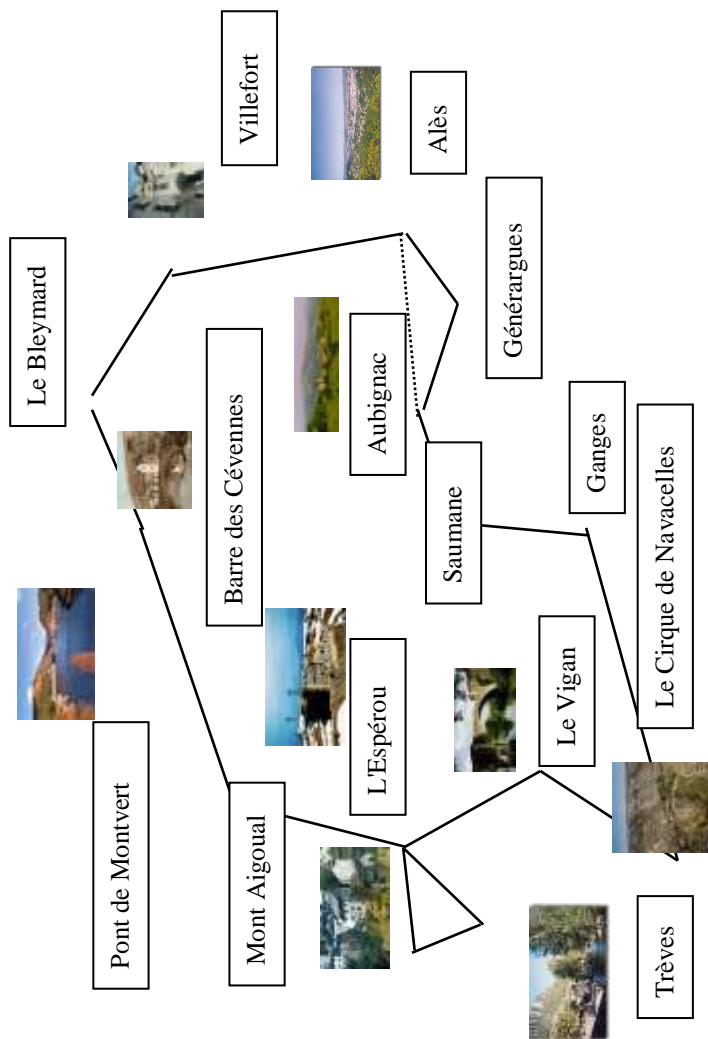 Le Bleymard
Pont de Montvert
Barre des Cévennes
Mont Aigoual
Villefort
L'Espérou
Aubignac
Alès
Saumane
Générargues
Le Vigan
Ganges
Trèves
Le Cirque de Navacelles